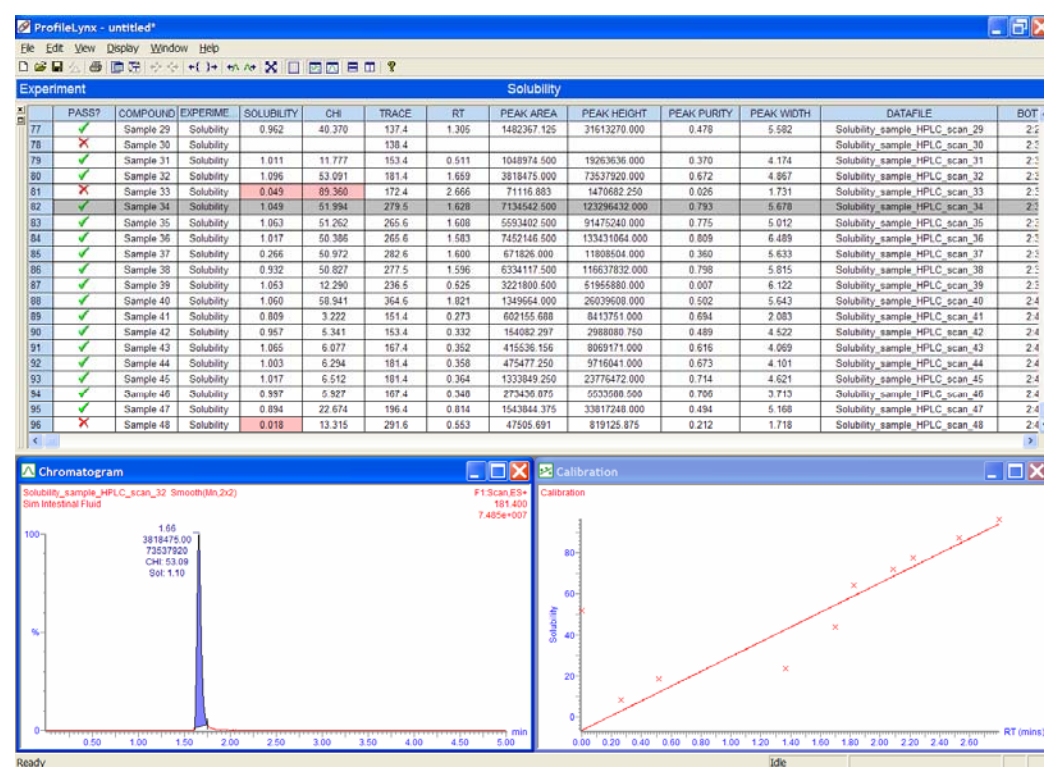 ProfileLynx - untitled*
File Edit View Display Window Help
Experiment Solubility
PASS? COMPOUND EXPERIME... SOLUBILITY CHI TRACE RT PEAK AREA PEAK HEIGHT PEAK PURITY PEAK WIDTH DATAFILE BOT
77 Sample 29 Solubility 0.962 40.370 137.4 1.305 1482367.125 31613270.000 0.478 5.582 Solubility_sample_HPLC_scan_29
78 Sample 30 Solubility 138.4 Solubility_sample_HPLC_scan_30
79 Sample 31 Solubility 1.011 11.777 153.4 0.511 1048974.500 19263636.000 0.370 4.174 Solubility_sample_HPLC_scan_31
80 Sample 32 Solubility 1.096 53.091 181.4 1.659 3818475.000 73537920.000 0.672 4.867 Solubility_sample_HPLC_scan_32
81 Sample 33 Solubility 0.049 89.360 172.4 2.666 71116.883 1470682.250 0.026 1.731 Solubility_sample_HPLC_scan_33
82 Sample 34 Solubility 1.049 51.994 279.5 1.628 7134542.500 123296432.000 0.793 5.678 Solubility_sample_HPLC_scan_34
83 Sample 35 Solubility 1.063 51.262 265.6 1.608 5593402.500 91475240.000 0.775 5.012 Solubility_sample_HPLC_scan_35
84 Sample 36 Solubility 1.017 50.386 265.6 1.583 7452146.500 133431064.000 0.809 6.489 Solubility_sample_HPLC_scan_36
85 Sample 37 Solubility 0.266 50.972 282.6 1.600 671826.000 11808504.000 0.360 5.633 Solubility_sample_HPLC_scan_37
86 Sample 38 Solubility 0.932 50.827 277.5 1.596 6334117.500 116637832.000 0.798 5.815 Solubility_sample_HPLC_scan_38
87 Sample 39 Solubility 1.053 12.290 236.5 0.525 3221800.500 51955880.000 0.007 6.122 Solubility_sample_HPLC_scan_39
88 Sample 40 Solubility 1.060 58.941 364.6 1.821 1349664.000 26039608.000 0.502 5.643 Solubility_sample_HPLC_scan_40
89 Sample 41 Solubility 0.809 3.222 151.4 0.273 602155.688 8413751.000 0.694 2.083 Solubility_sample_HPLC_scan_41
90 Sample 42 Solubility 0.957 5.341 153.4 0.332 154082.297 2988080.750 0.489 4.522 Solubility_sample_HPLC_scan_42
91 Sample 43 Solubility 1.065 6.077 167.4 0.352 415536.156 8069171.000 0.616 4.069 Solubility_sample_HPLC_scan_43
92 Sample 44 Solubility 1.003 6.294 181.4 0.358 475477.250 9716041.000 0.673 4.101 Solubility_sample_HPLC_scan_44
93 Sample 45 Solubility 1.017 6.512 181.4 0.364 1333849.250 23776472.000 0.714 4.621 Solubility_sample_HPLC_scan_45
94 Sample 46 Solubility 0.997 5.927 167.4 0.348 273436.875 5533588.500 0.706 3.713 Solubility_sample_HPLC_scan_46
95 Sample 47 Solubility 0.894 22.674 196.4 0.814 1543844.375 33817248.000 0.494 5.168 Solubility_sample_HPLC_scan_47
96 Sample 48 Solubility 0.018 13.315 291.6 0.553 47505.691 819125.875 0.212 1.718 Solubility_sample_HPLC_scan_48
Chromatogram
Solubility_sample_HPLC_scan_32 Smooth(Mn,2x2) F1:Scan,ES+
Sim Intestinal Fluid 181.400
7.485e+007
1.66
3818475.00
73537920
CHI: 53.09
Sol: 1.10
100
%
0
0.50 1.00 1.50 2.00 2.50 3.00 3.50 4.00 4.50 5.00
min
Calibration
Calibration
80
60
40
20
0
Solubility
0.00 0.20 0.40 0.60 0.80 1.00 1.20 1.40 1.60 1.80 2.00 2.20 2.40 2.60
RT (mins)
Ready Idle